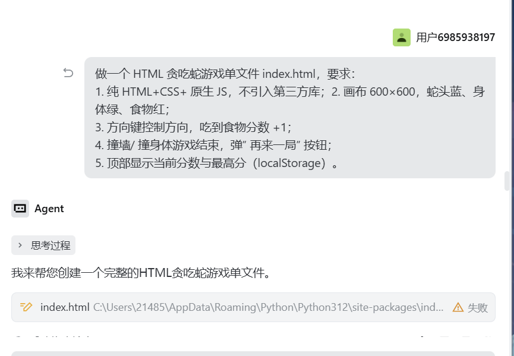 用户6985938197
做一个 HTML 贪吃蛇游戏单文件 index.html，要求：
1. 纯 HTML+CSS+ 原生 JS，不引入第三方库；2. 画布 600×600，蛇头蓝、身
体绿、食物红；
3. 方向键控制方向，吃到食物分数 +1；
4. 撞墙/ 撞身体游戏结束，弹" 再来一局" 按钮；
5. 顶部显示当前分数与最高分（localStorage）。
Agent
思考过程
我来帮您创建一个完整的HTML贪吃蛇游戏单文件。
index.html C:\Users\21485\AppData\Roaming\Python\Python312\site-packages\ind... 失败